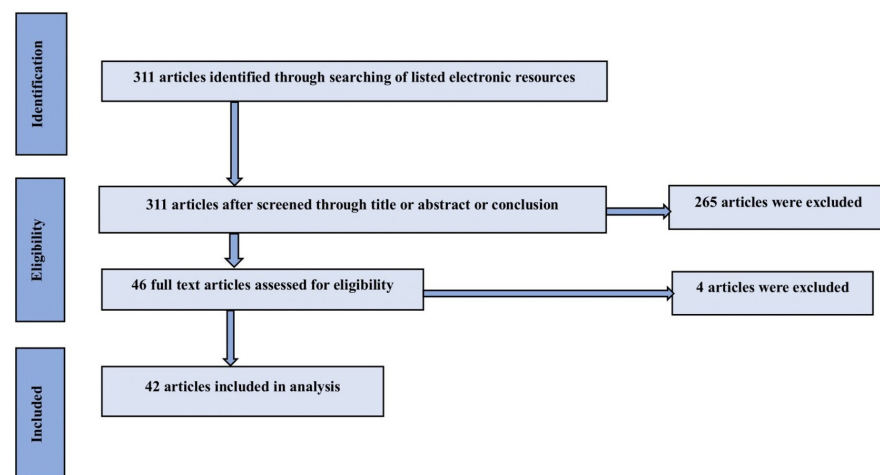 Identification
311 articles identified through searching of listed electronic resources
Eligibility
311 articles after screened through title or abstract or conclusion
265 articles were excluded
46 full text articles assessed for eligibility
4 articles were excluded
Included
42 articles included in analysis